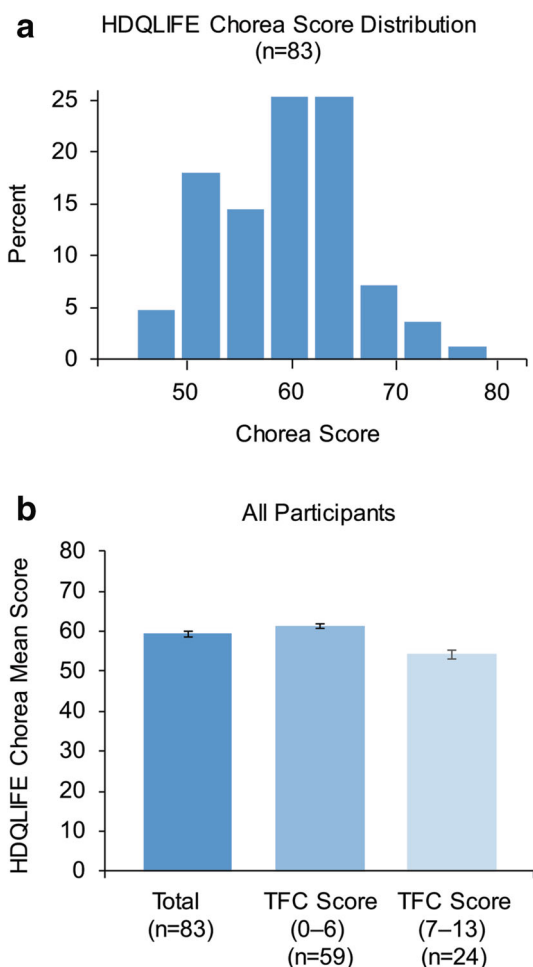 a
HDQLIFE Chorea Score Distribution
(n=83)
25
20
15
10
5
0
Percent
50 60 70 80
Chorea Score
b
All Participants
80
70
60
50
40
30
20
10
0
HDQLIFE Chorea Mean Score
Total TFC Score TFC Score
(n=83) (0–6) (7–13)
(n=59) (n=24)